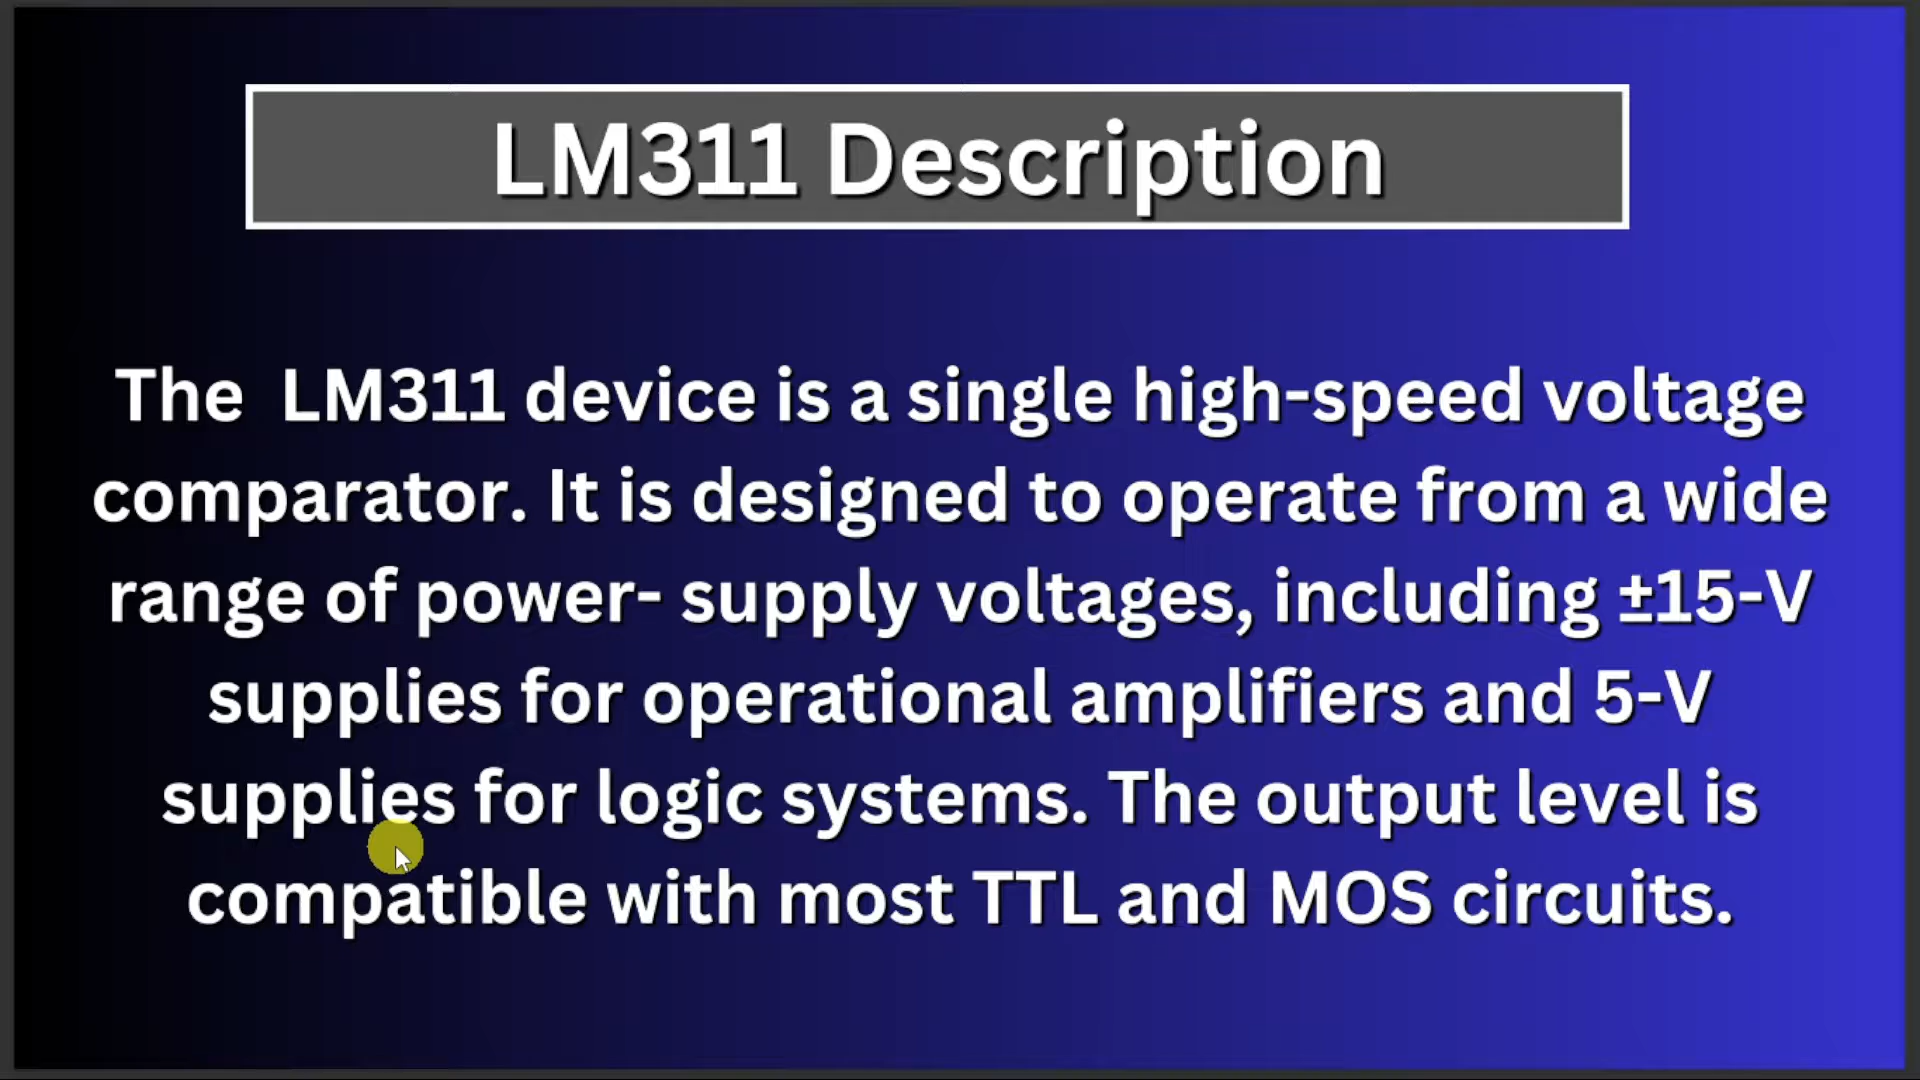 LM311 Description
The LM311 device is a single high-speed voltage
comparator. It is designed to operate from a wide
range of power- supply voltages, including ±15-V
supplies for operational amplifiers and 5-V
supplies for logic systems. The output level is
compatible with most TTL and MOS circuits.